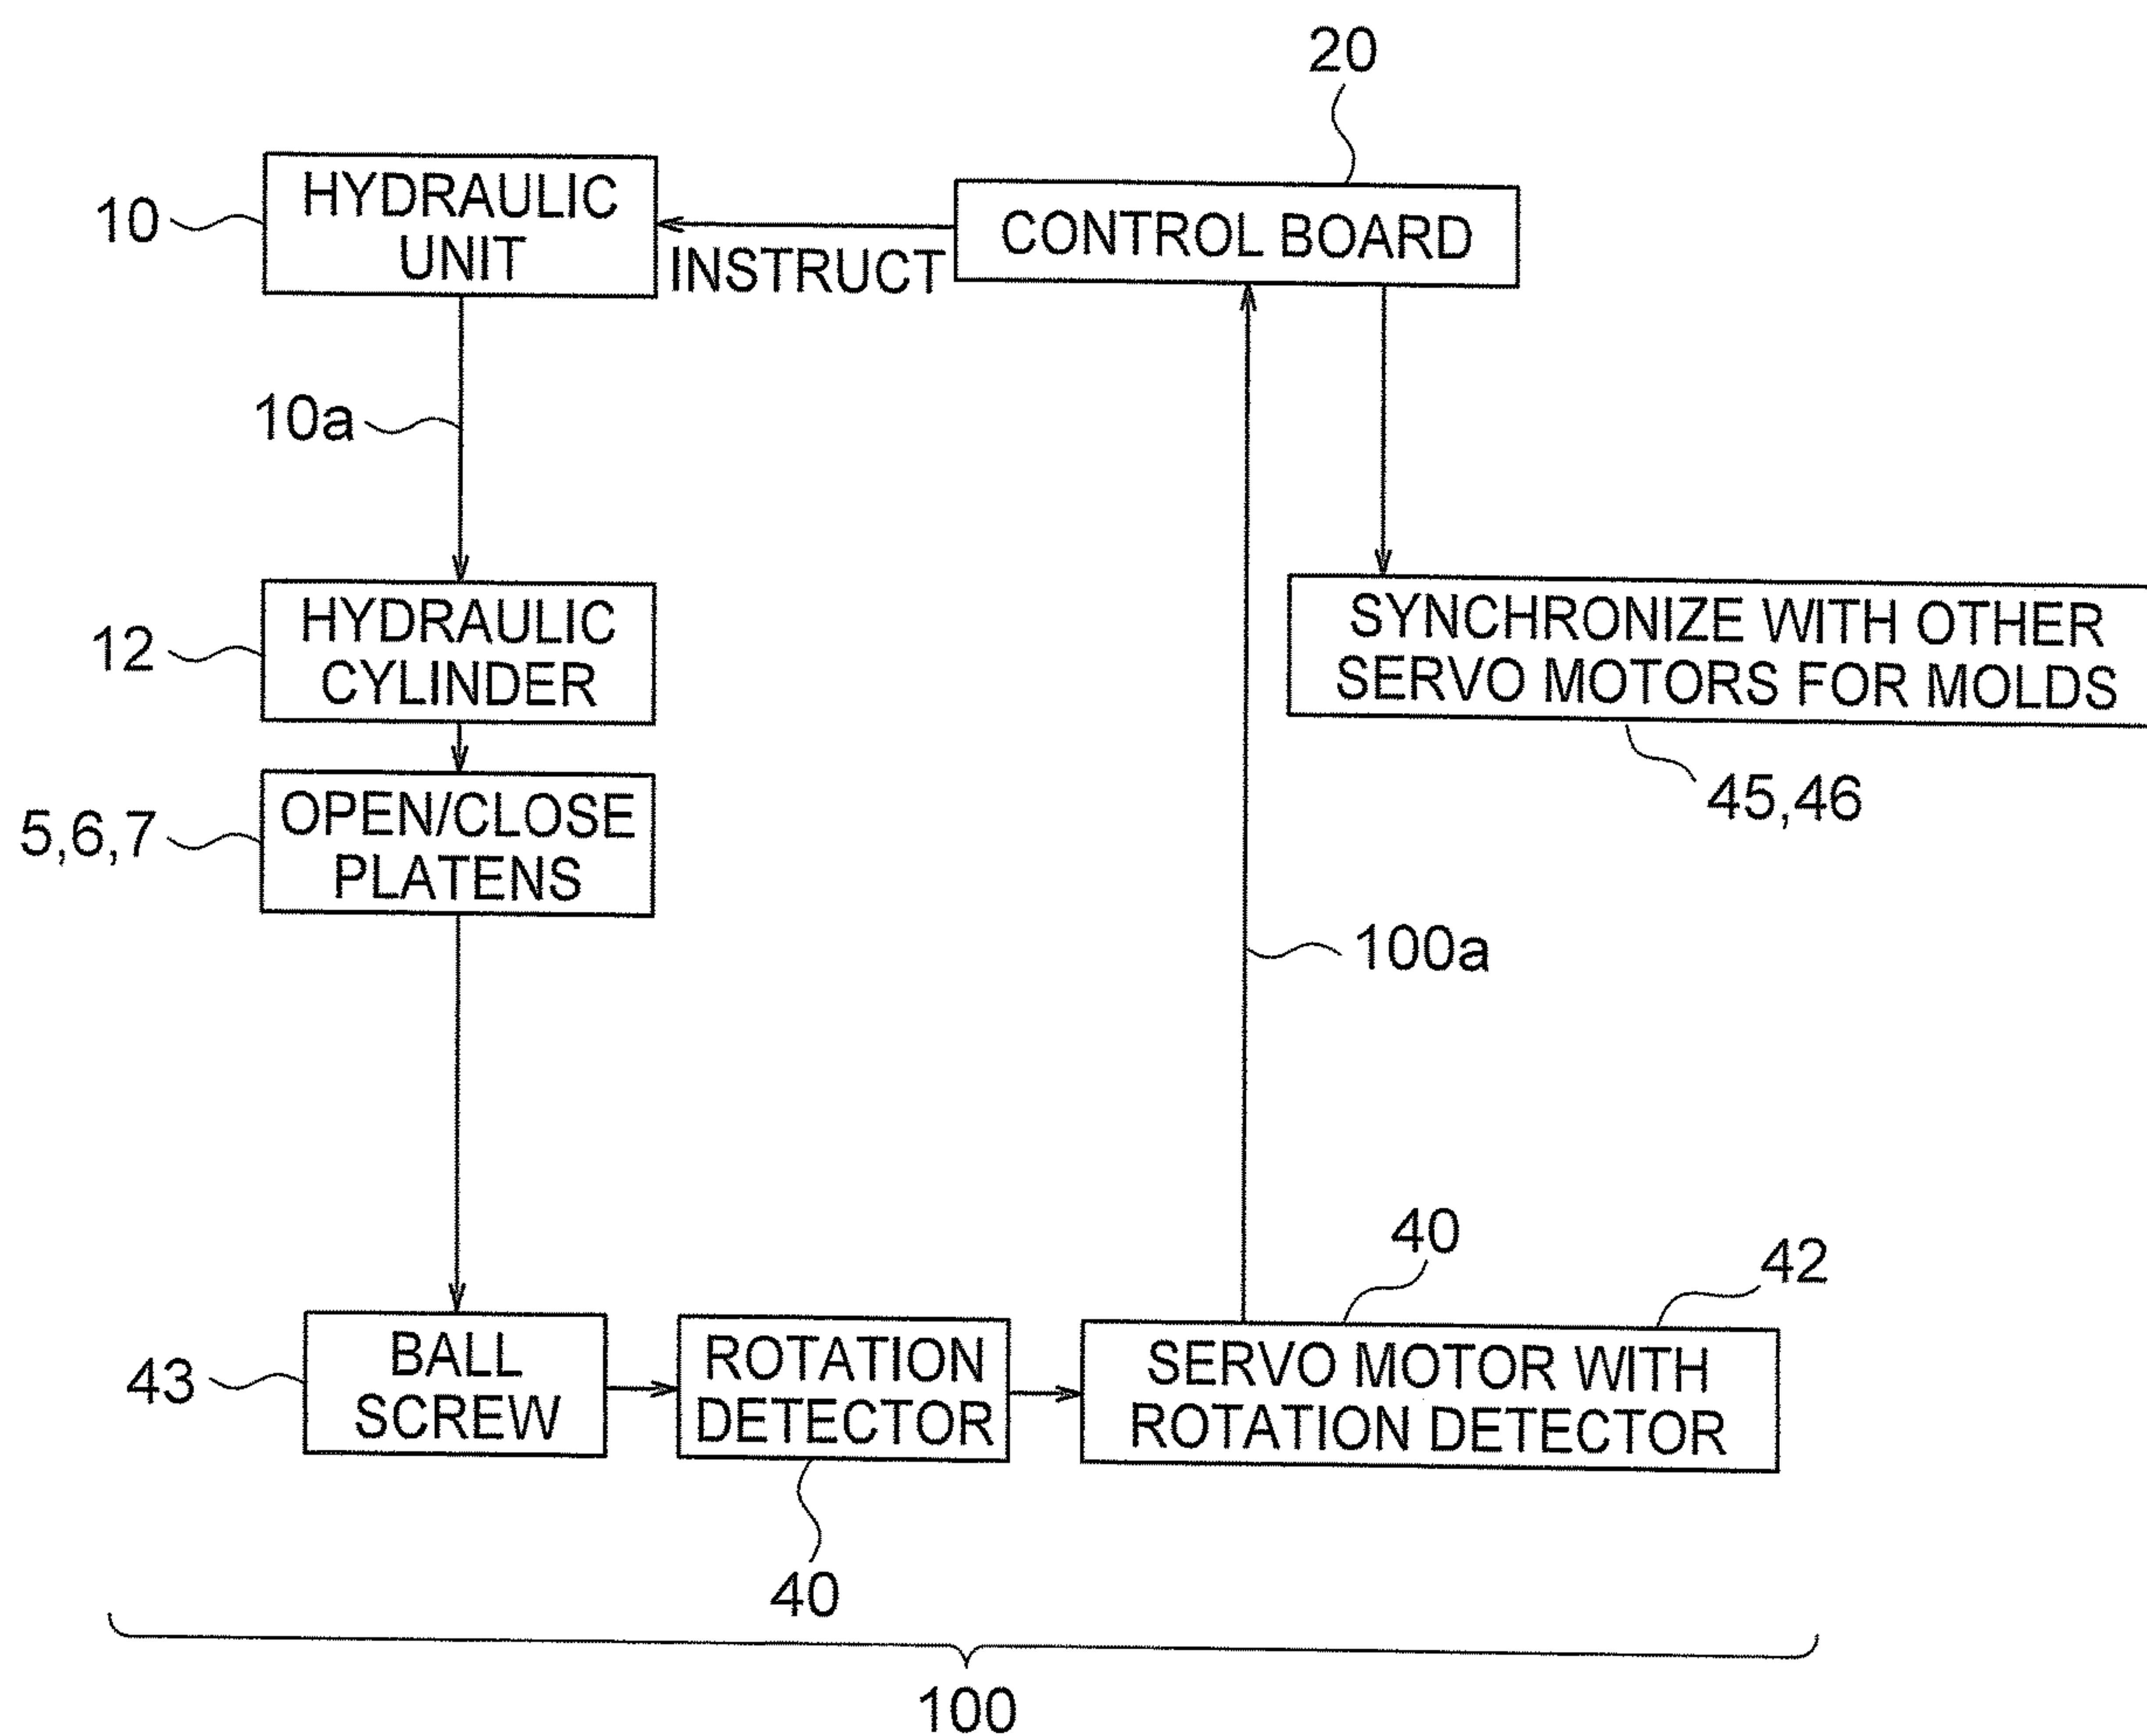 20
10
HYDRAULIC
UNIT
INSTRUCT
CONTROL BOARD
10a
12
HYDRAULIC
CYLINDER
SYNCHRONIZE WITH OTHER
SERVO MOTORS FOR MOLDS
45,46
5,6,7
OPEN/CLOSE
PLATENS
100a
40
42
43
BALL
SCREW
ROTATION
DETECTOR
SERVO MOTOR WITH
ROTATION DETECTOR
40
100